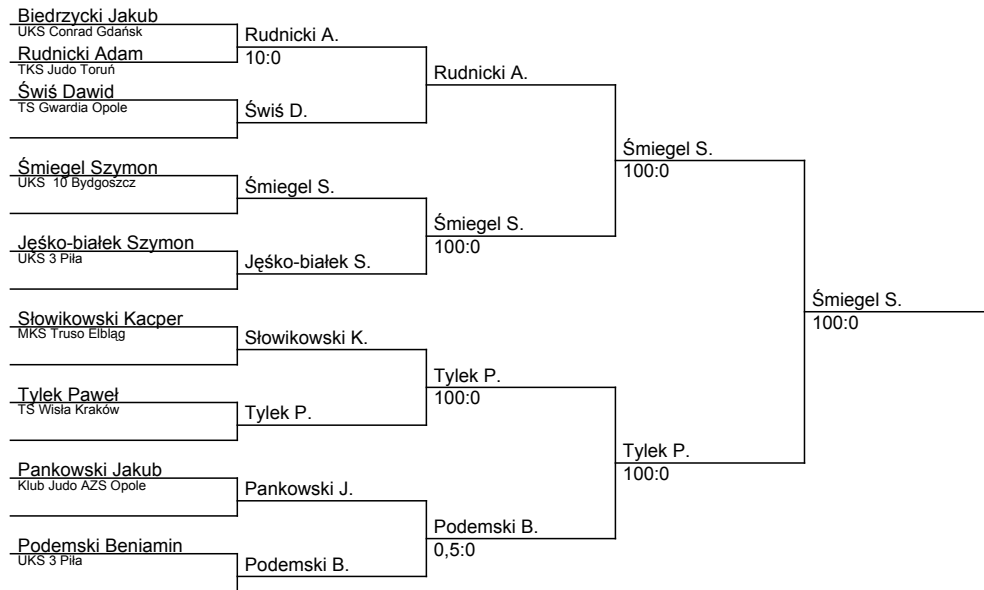 Biedrzycki Jakub
UKS Conrad Gdańsk
Rudnicki A.
10:0
Rudnicki Adam
TKS Judo Toruń
Rudnicki A.
Świś Dawid
TS Gwardia Opole
Świś D.
Śmiegel S.
100:0
Śmiegel Szymon
UKS 10 Bydgoszcz
Śmiegel S.
Śmiegel S.
100:0
Jęśko-białek Szymon
UKS 3 Piła
Jęśko-białek S.
Śmiegel S.
100:0
Słowikowski Kacper
MKS Truso Elbląg
Słowikowski K.
Tylek P.
100:0
Tylek Paweł
TS Wisła Kraków
Tylek P.
Tylek P.
100:0
Pankowski Jakub
Klub Judo AZS Opole
Pankowski J.
Podemski B.
0,5:0
Podemski Beniamin
UKS 3 Piła
Podemski B.